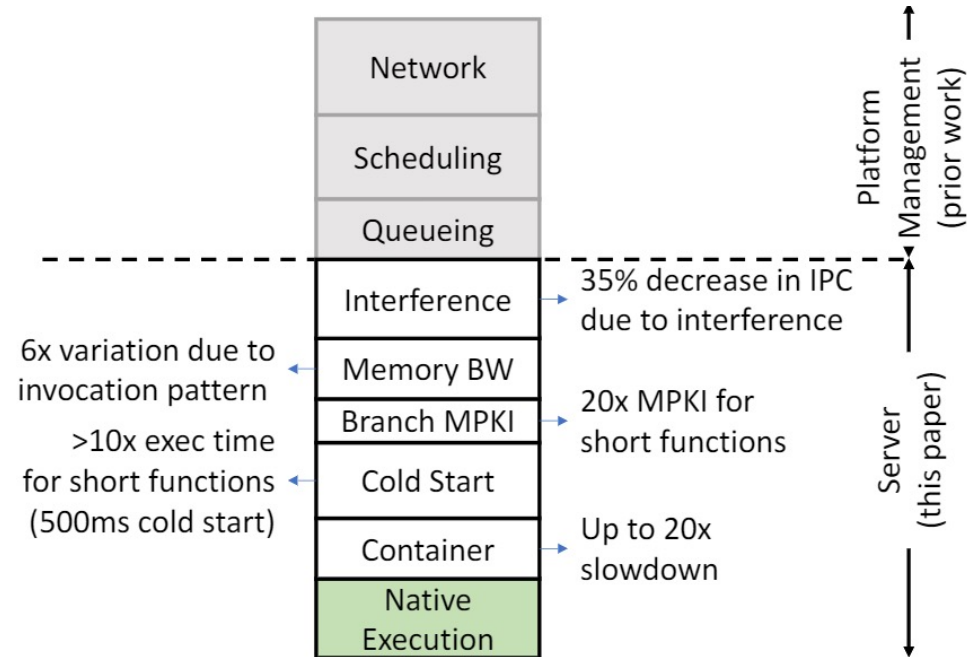 Network
Scheduling
Queueing
Interference
Memory BW
Branch MPKI
Cold Start
Container
Native
Execution
6x variation due to
invocation pattern
>10x exec time
for short functions
(500ms cold start)
35% decrease in IPC
due to interference
20x MPKI for
short functions
Up to 20x
slowdown
Platform
Management
(prior work)
Server
(this paper)